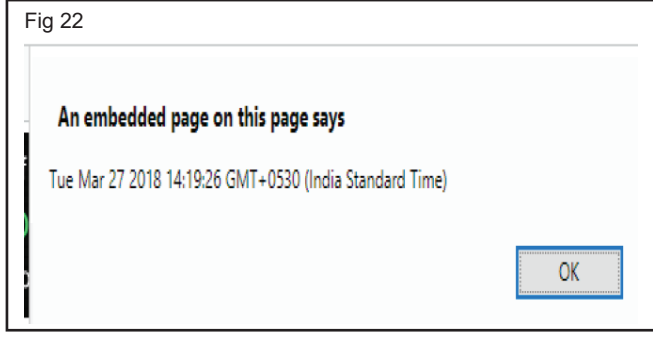 Fig 22
An embedded page on this page says
Tue Mar 27 2018 14:19:26 GMT+0530 (India Standard Time)
OK